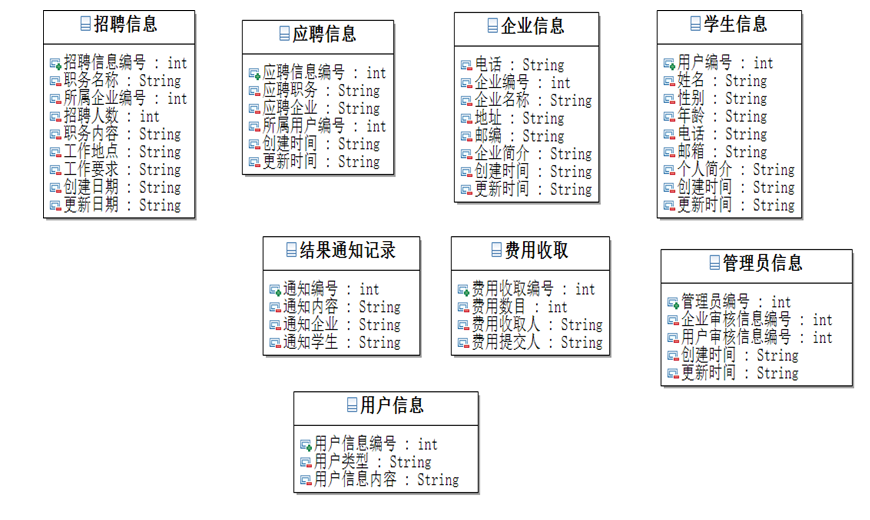 招聘信息
招聘信息编号 : int
职务名称 : String
所属企业编号 : int
招聘人数 : int
职务内容 : String
工作地点 : String
工作要求 : String
创建日期 : String
更新日期 : String
应聘信息
应聘信息编号 : int
应聘职务 : String
应聘企业 : String
所属用户编号 : int
创建时间 : String
更新时间 : String
企业信息
电话 : String
企业编号 : int
企业名称 : String
地址 : String
邮编 : String
企业简介 : String
创建时间 : String
更新时间 : String
学生信息
用户编号 : int
姓名 : String
性别 : String
年龄 : String
电话 : String
邮箱 : String
个人简介 : String
创建时间 : String
更新时间 : String
结果通知记录
通知编号 : int
通知内容 : String
通知企业 : String
通知学生 : String
费用收取
费用收取编号 : int
费用数目 : int
费用收取人 : String
费用提交人 : String
管理员信息
管理员编号 : int
企业审核信息编号 : int
用户审核信息编号 : int
创建时间 : String
更新时间 : String
用户信息
用户信息编号 : int
用户类型 : String
用户信息内容 : String